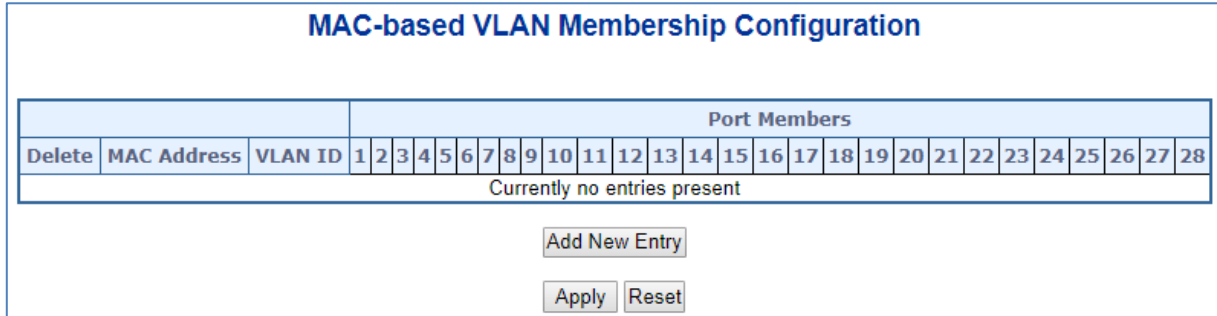 MAC-based VLAN Membership Configuration
Port Members
Delete MAC Address VLAN ID 1 2 3 4 5 6 7 8 9 10 11 12 13 14 15 16 17 18 19 20 21 22 23 24 25 26 27 28
Currently no entries present
Add New Entry
Apply Reset